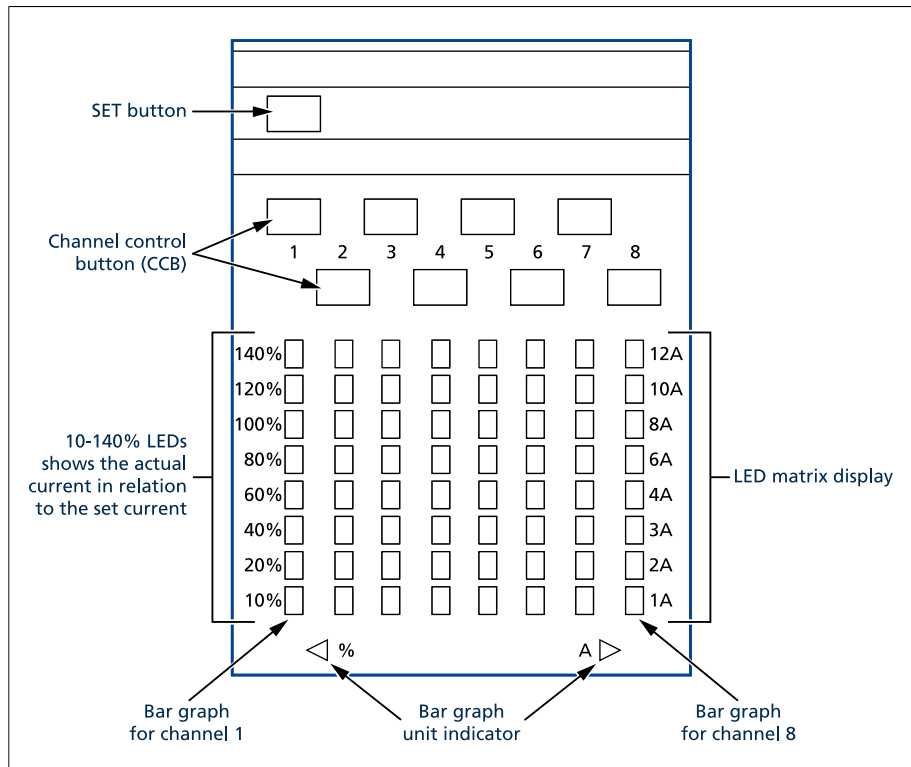 SET button
Channel control
button (CCB)
1 2 3 4 5 6 7 8
140% 12A
120% 10A
100% 8A
80% 6A
60% 4A
40% 3A
20% 2A
10% 1A
10-140% LEDs
shows the actual
current in relation
to the set current
LED matrix display
% A
Bar graph
for channel 1
Bar graph
unit indicator
Bar graph
for channel 8